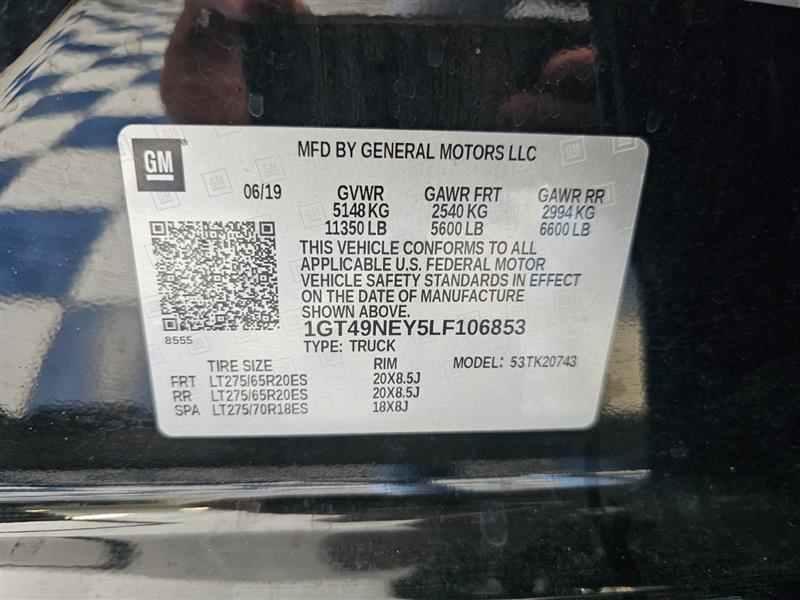 GM
MFD BY GENERAL MOTORS LLC
06/19 GVWR GAWR FRT GAWR RR
5148 KG 2540 KG 2994 KG
11350 LB 5600 LB 6600 LB
THIS VEHICLE CONFORMS TO ALL
APPLICABLE U.S. FEDERAL MOTOR
VEHICLE SAFETY STANDARDS IN EFFECT
ON THE DATE OF MANUFACTURE
SHOWN ABOVE.
8555
1GT49NEY5LF106853
TYPE: TRUCK
TIRE SIZE RIM MODEL: 53TK20743
FRT LT275/65R20ES 20X8.5J
RR LT275/65R20ES 20X8.5J
SPA LT275/70R18ES 18X8J